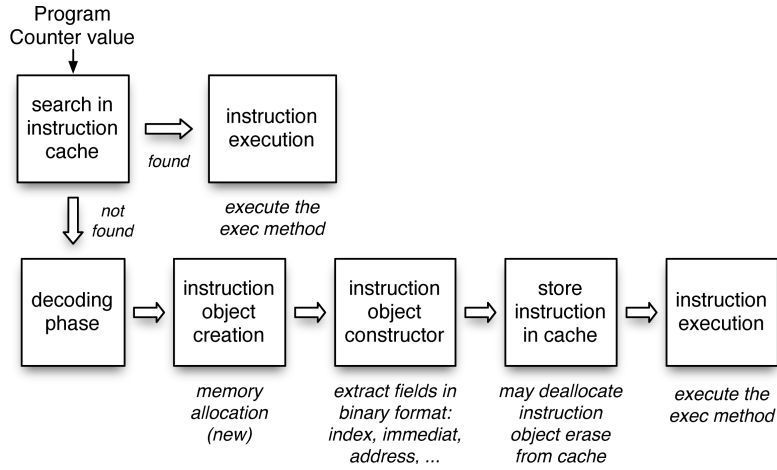 Program
Counter value
search in
instruction
cache
found
instruction
execution
execute the
exec method
not
found
decoding
phase
instruction
object
creation
memory
allocation
(new)
instruction
object
constructor
extract fields in
binary format:
index, immediat,
address, ...
store
instruction
in cache
may deallocate
instruction
object erase
from cache
instruction
execution
execute the
exec method